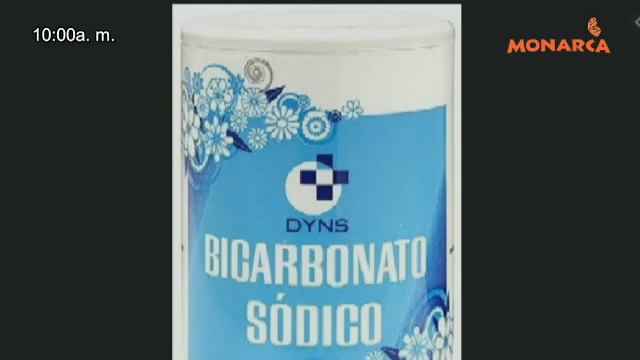 10:00a. m.
MONARCA
DYNS
BICARBONATO
SÓDICO